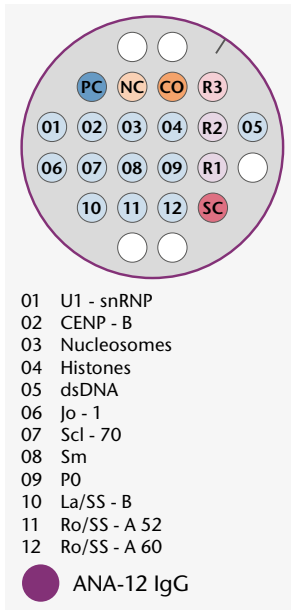 PC NC CO R3
01 02 03 04 R2 05
06 07 08 09 R1
10 11 12 SC
01 U1 - snRNP
02 CENP - B
03 Nucleosomes
04 Histones
05 dsDNA
06 Jo - 1
07 Scl - 70
08 Sm
09 P0
10 La/SS - B
11 Ro/SS - A 52
12 Ro/SS - A 60
ANA-12 IgG